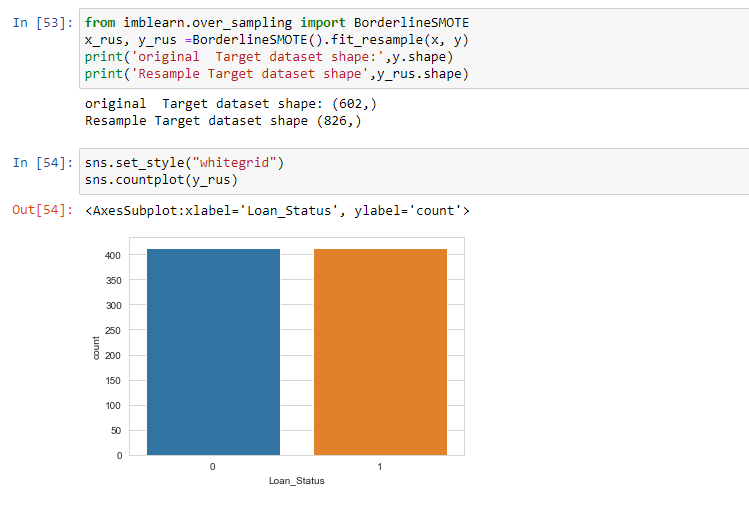 In [53]: from imblearn.over_sampling import BorderlineSMOTE
x_rus, y_rus =BorderlineSMOTE().fit_resample(x, y)
print('original  Target dataset shape:',y.shape)
print('Resample Target dataset shape',y_rus.shape)
original  Target dataset shape: (602,)
Resample Target dataset shape (826,)
In [54]: sns.set_style("whitegrid")
sns.countplot(y_rus)
Out[54]: <AxesSubplot:xlabel='Loan_Status', ylabel='count'>
400
350
300
250
200
150
100
50
0
count
0 1
Loan_Status